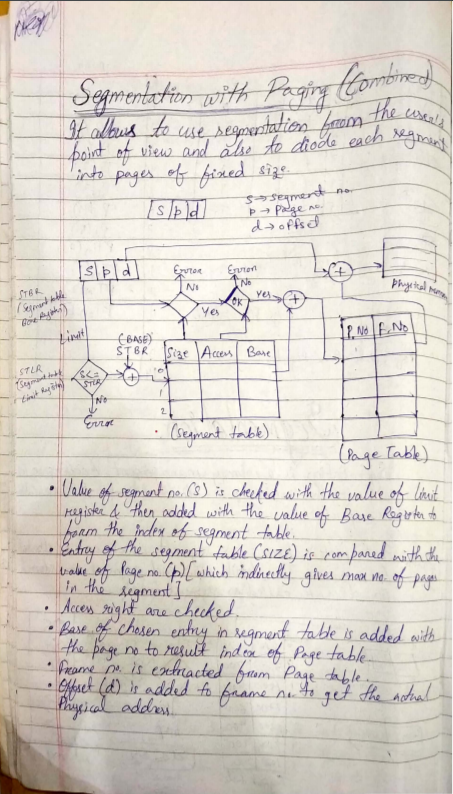 Segmentation with Paging (Combined)
It allows to use segmentation from the user's
point of view and also to diode each segment
into pages of fixed size.
s p d
s → segment no.
p → Page no.
d → offset
S p d
Error
Error
No
No
Yes
OK
Yes
+
+
Physical
STBR
(Segment table
Base Register)
Limit
STLR
(Segment table
Limit Register)
S<=
STLR
No
Error
(BASE)
STBR
+
Size Access Base
0
1
2
(Segment table)
P.No F.No
(Page Table)
• Value of segment no. (S) is checked with the value of limit
register & then added with the value of Base Register to
form the index of segment table.
• Entry of the segment table (SIZE) is compared with the
value of Page no. (p) [which indirectly gives max no. of pages
in the segment]
• Access right are checked.
• Base of chosen entry in segment table is added with
the page no to result index of Page table.
• Frame no. is extracted from Page table.
• Offset (d) is added to frame no. to get the actual
Physical address.